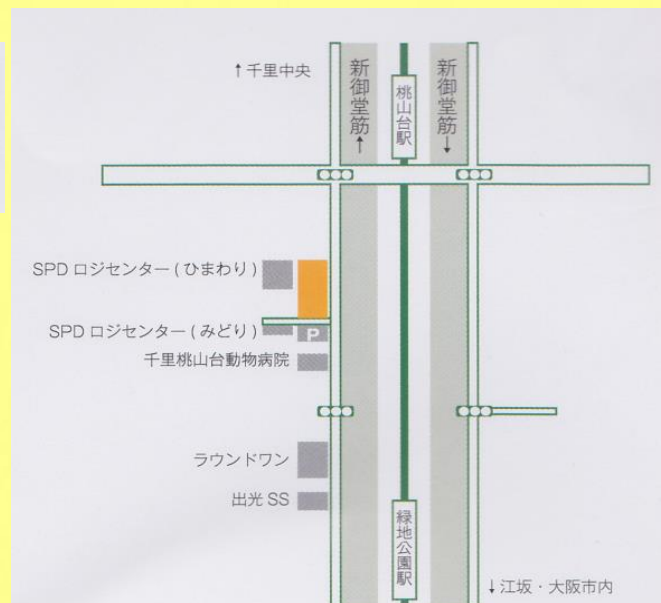 ↑千里中央
新御堂筋↑
桃山台駅
新御堂筋↓
SPD ロジセンター ( ひまわり )
SPD ロジセンター ( みどり )
P
千里桃山台動物病院
ラウンドワン
出光 SS
緑地公園駅
↓江坂・大阪市内